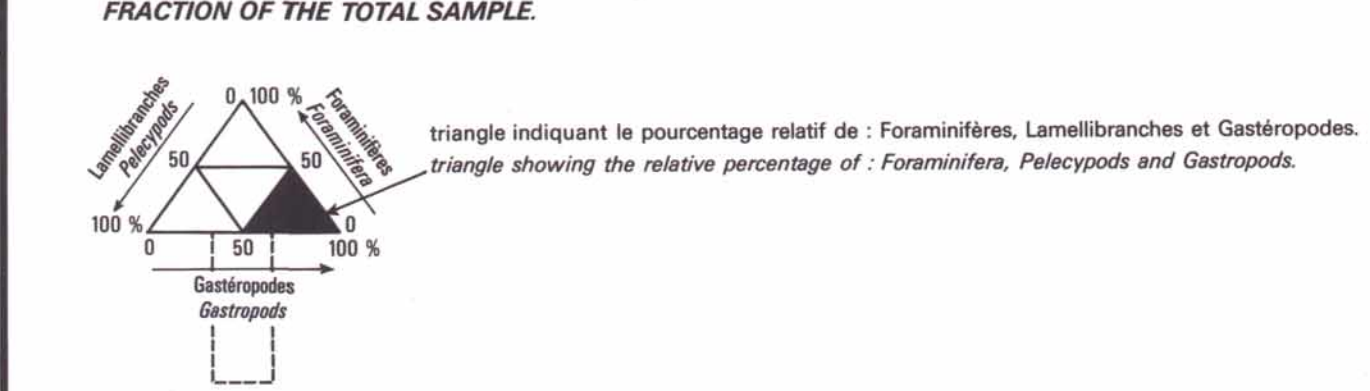 FRACTION OF THE TOTAL SAMPLE.
Lamellibranches
Pelecypods
0 100 %
Foraminifères
Foraminifera
triangle indiquant le pourcentage relatif de : Foraminifères, Lamellibranches et Gastéropodes.
triangle showing the relative percentage of : Foraminifera, Pelecypods and Gastropods.
50 50
100 % 0
0 50 100 %
Gastéropodes
Gastropods